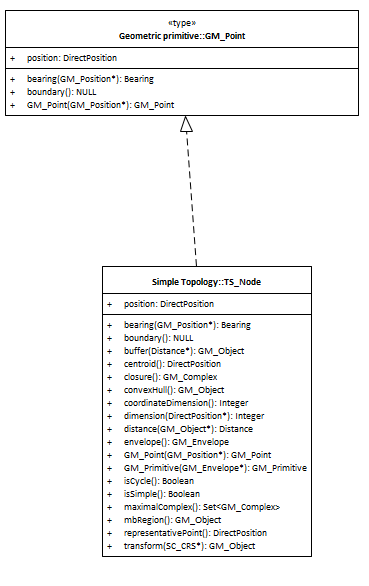 «type»
Geometric primitive::GM_Point
+ position: DirectPosition
+ bearing(GM_Position*): Bearing
+ boundary(): NULL
+ GM_Point(GM_Position*): GM_Point
Simple Topology::TS_Node
+ position: DirectPosition
+ bearing(GM_Position*): Bearing
+ boundary(): NULL
+ buffer(Distance*): GM_Object
+ centroid(): DirectPosition
+ closure(): GM_Complex
+ convexHull(): GM_Object
+ coordinateDimension(): Integer
+ dimension(DirectPosition*): Integer
+ distance(GM_Object*): Distance
+ envelope(): GM_Envelope
+ GM_Point(GM_Position*): GM_Point
+ GM_Primitive(GM_Envelope*): GM_Primitive
+ isCycle(): Boolean
+ isSimple(): Boolean
+ maximalComplex(): Set<GM_Complex>
+ mbRegion(): GM_Object
+ representativePoint(): DirectPosition
+ transform(SC_CRS*): GM_Object